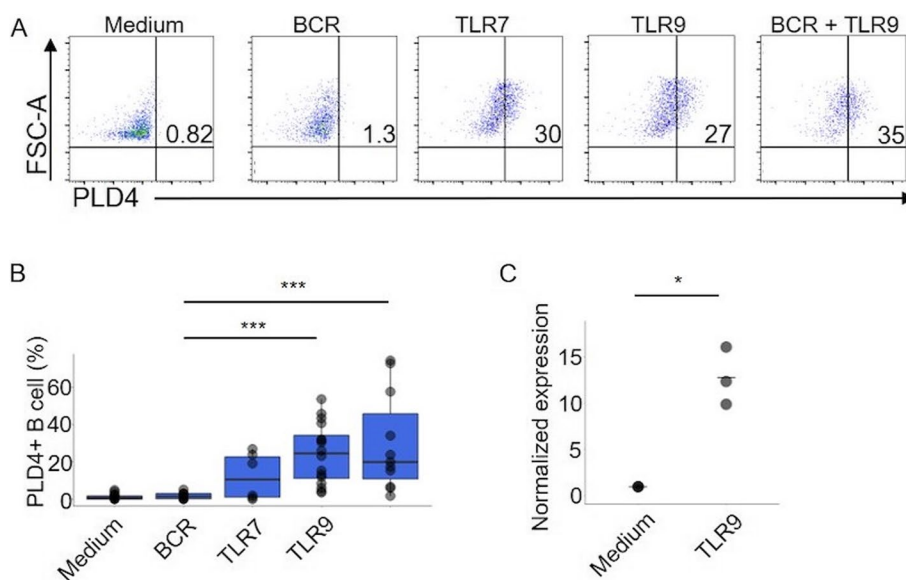 A
Medium BCR TLR7 TLR9 BCR + TLR9
FSC-A
0.82 1.3 30 27 35
PLD4
B
*** 
***
PLD4+ B cell (%)
60
40
20
0
Medium BCR TLR7 TLR9
C
*
Normalized expression
15
10
5
0
Medium TLR9